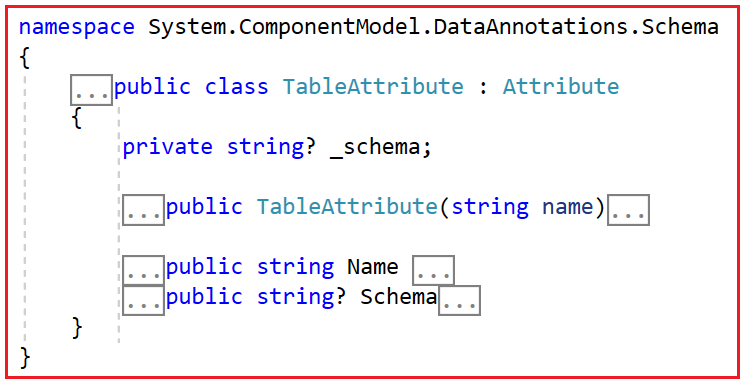 namespace System.ComponentModel.DataAnnotations.Schema
{
...public class TableAttribute : Attribute
{
private string? _schema;
...public TableAttribute(string name)...
...public string Name ...
...public string? Schema...
}
}